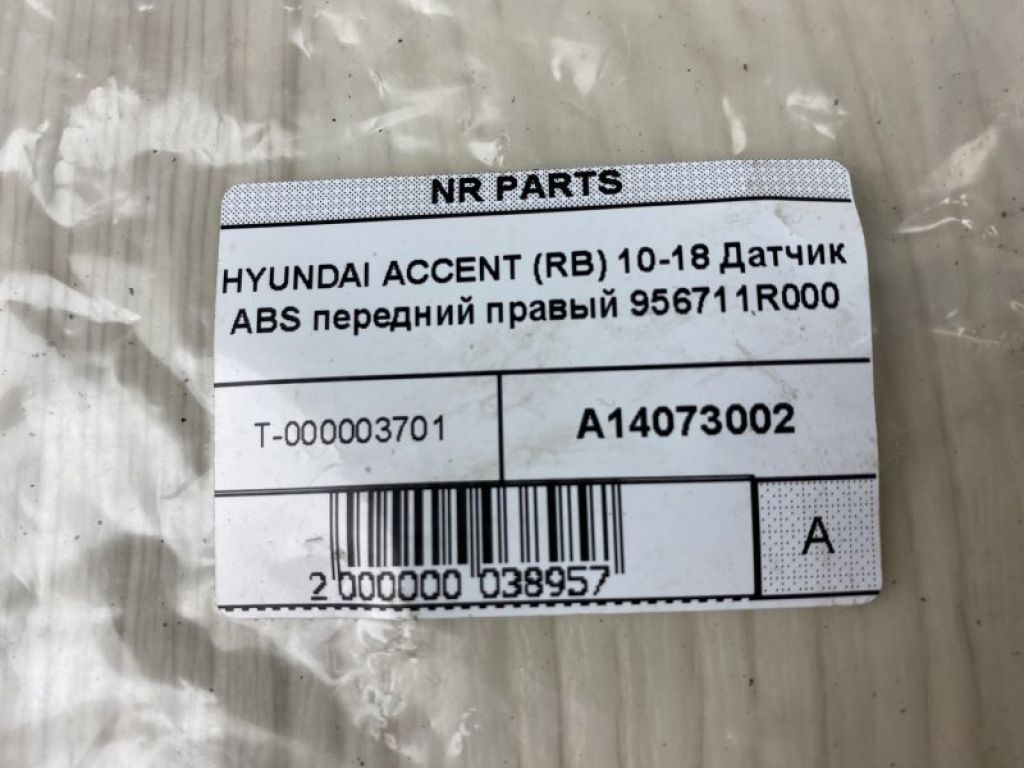 NR PARTS
HYUNDAI ACCENT (RB) 10-18 Датчик
ABS передний правый 956711R000
T-000003701
A14073002
2 000000 038957
A